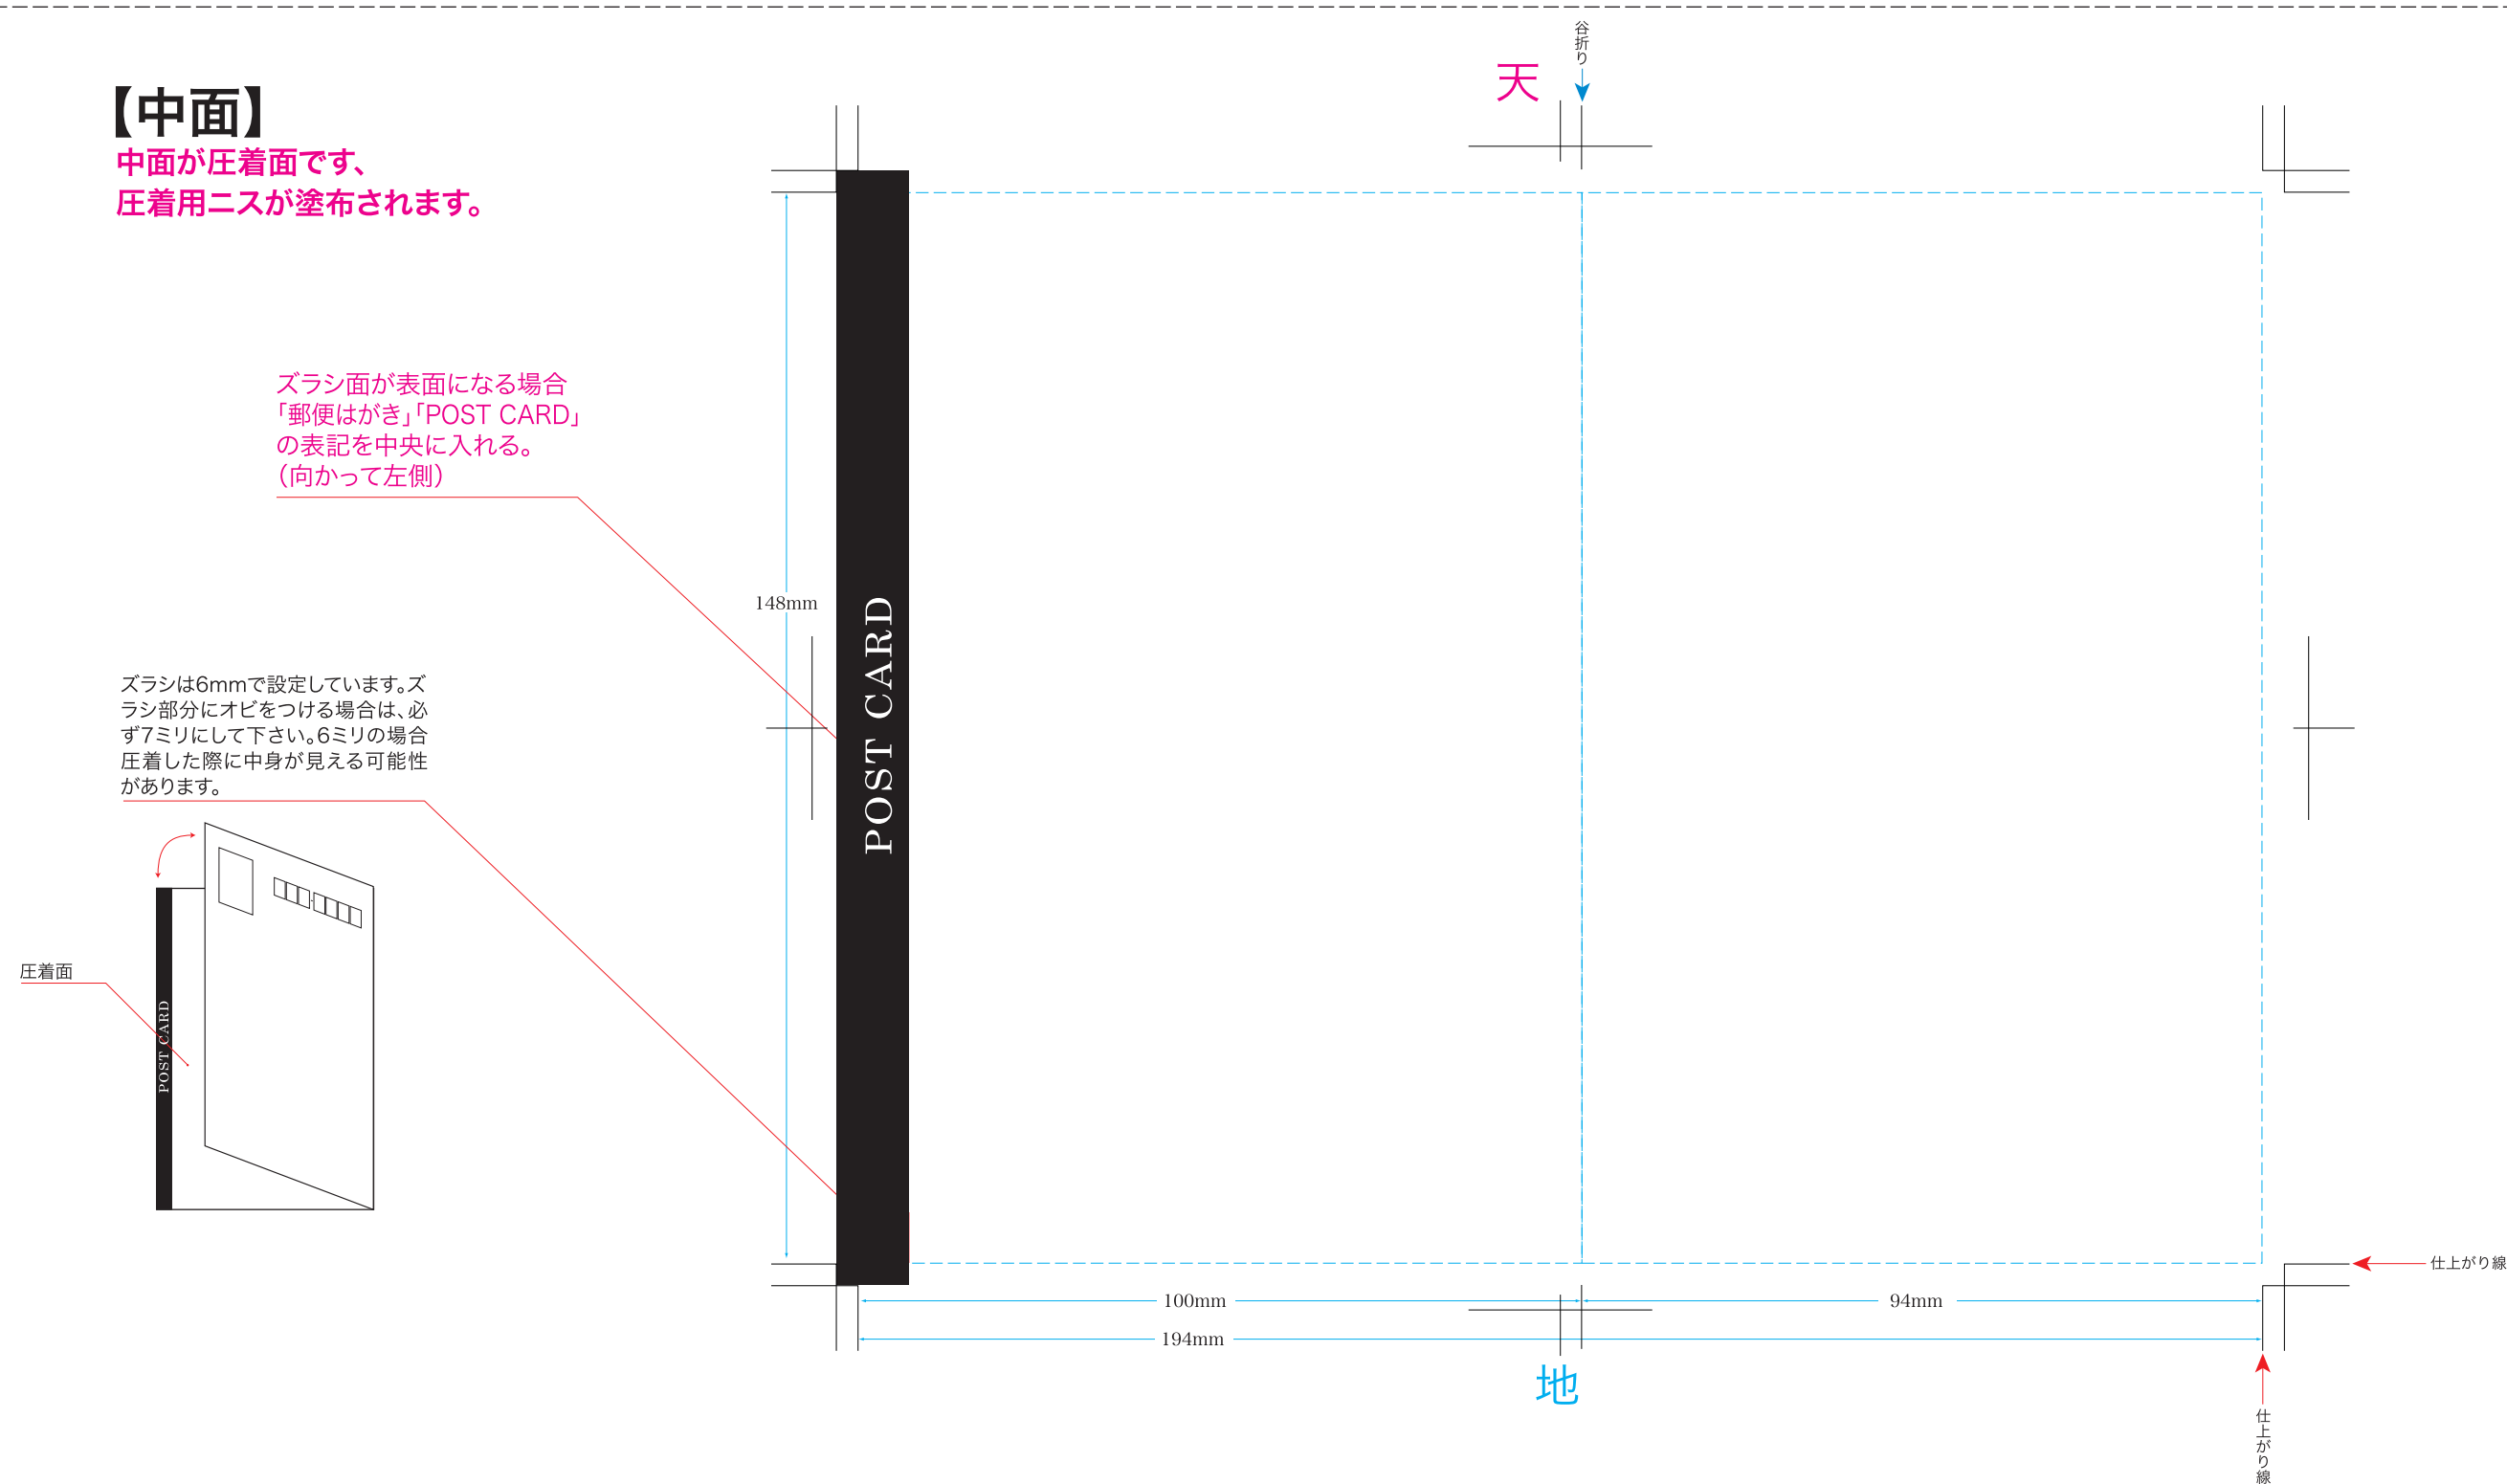 谷折り
天
【中面】
中面が圧着面です、
圧着用ニスが塗布されます。
ズラシ面が表面になる場合
「郵便はがき」「POST CARD」
の表記を中央に入れる。
（向かって左側）
148mm
POST CARD
ズラシは6mmで設定しています。ズ
ラシ部分にオビをつける場合は、必
ず7ミリにして下さい。6ミリの場合
圧着した際に中身が見える可能性
があります。
圧着面
POST CARD
仕上がり線
100mm
94mm
194mm
地
仕上がり線